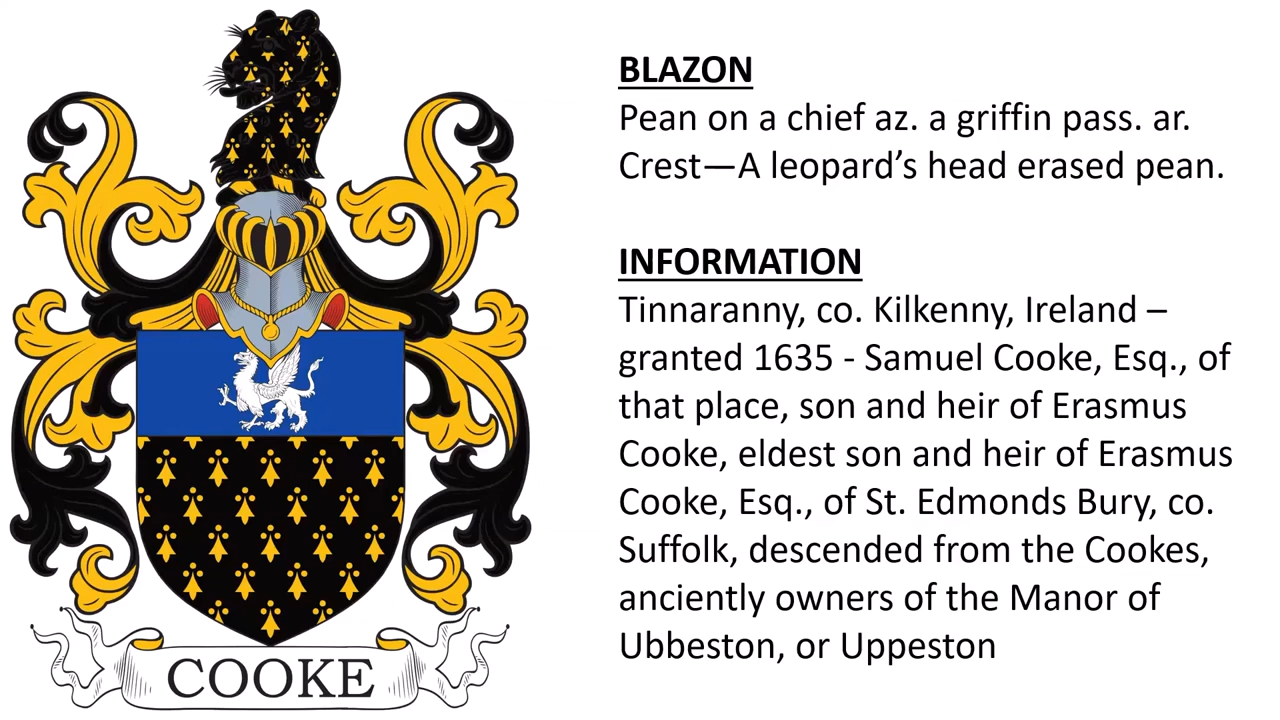 BLAZON
Pean on a chief az. a griffin pass. ar.
Crest—A leopard’s head erased pean.
INFORMATION
Tinnaranny, co. Kilkenny, Ireland –
granted 1635 - Samuel Cooke, Esq., of
that place, son and heir of Erasmus
Cooke, eldest son and heir of Erasmus
Cooke, Esq., of St. Edmonds Bury, co.
Suffolk, descended from the Cookes,
anciently owners of the Manor of
Ubbeston, or Uppeston
COOKE